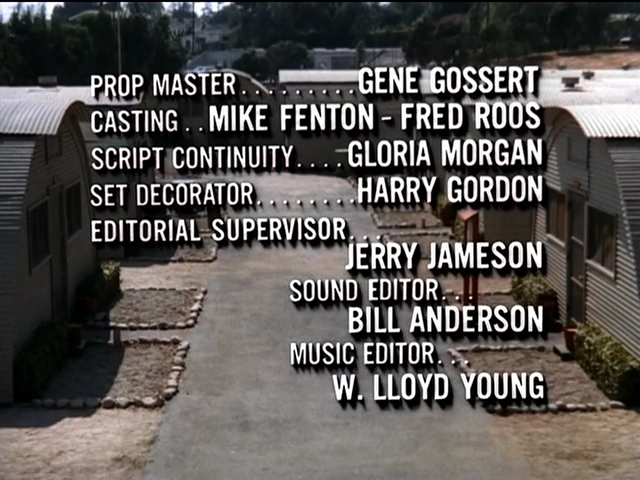 PROP MASTER.........GENE GOSSERT
CASTING..MIKE FENTON - FRED ROOS
SCRIPT CONTINUITY....GLORIA MORGAN
SET DECORATOR........HARRY GORDON
EDITORIAL SUPERVISOR...
JERRY JAMESON
SOUND EDITOR...
BILL ANDERSON
MUSIC EDITOR...
W. LLOYD YOUNG